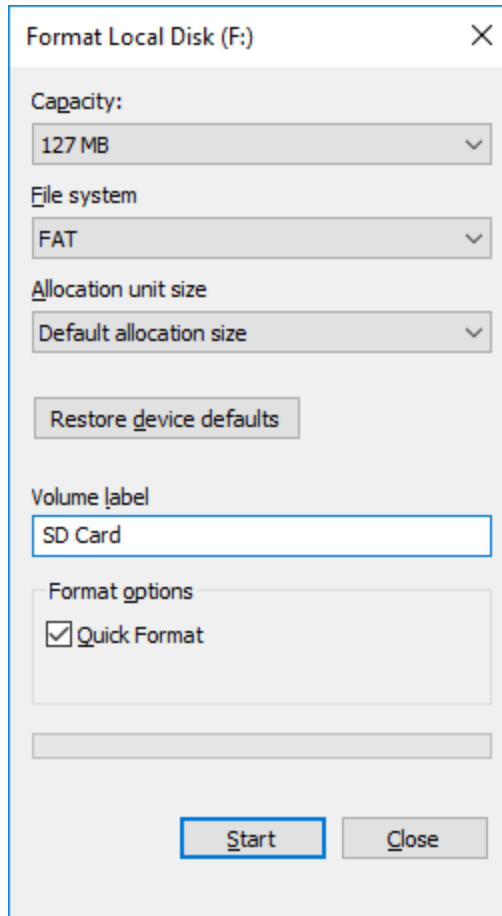 Format Local Disk (F:)
Capacity:
127 MB
File system
FAT
Allocation unit size
Default allocation size
Restore device defaults
Volume label
SD Card
Format options
Quick Format
Start
Close